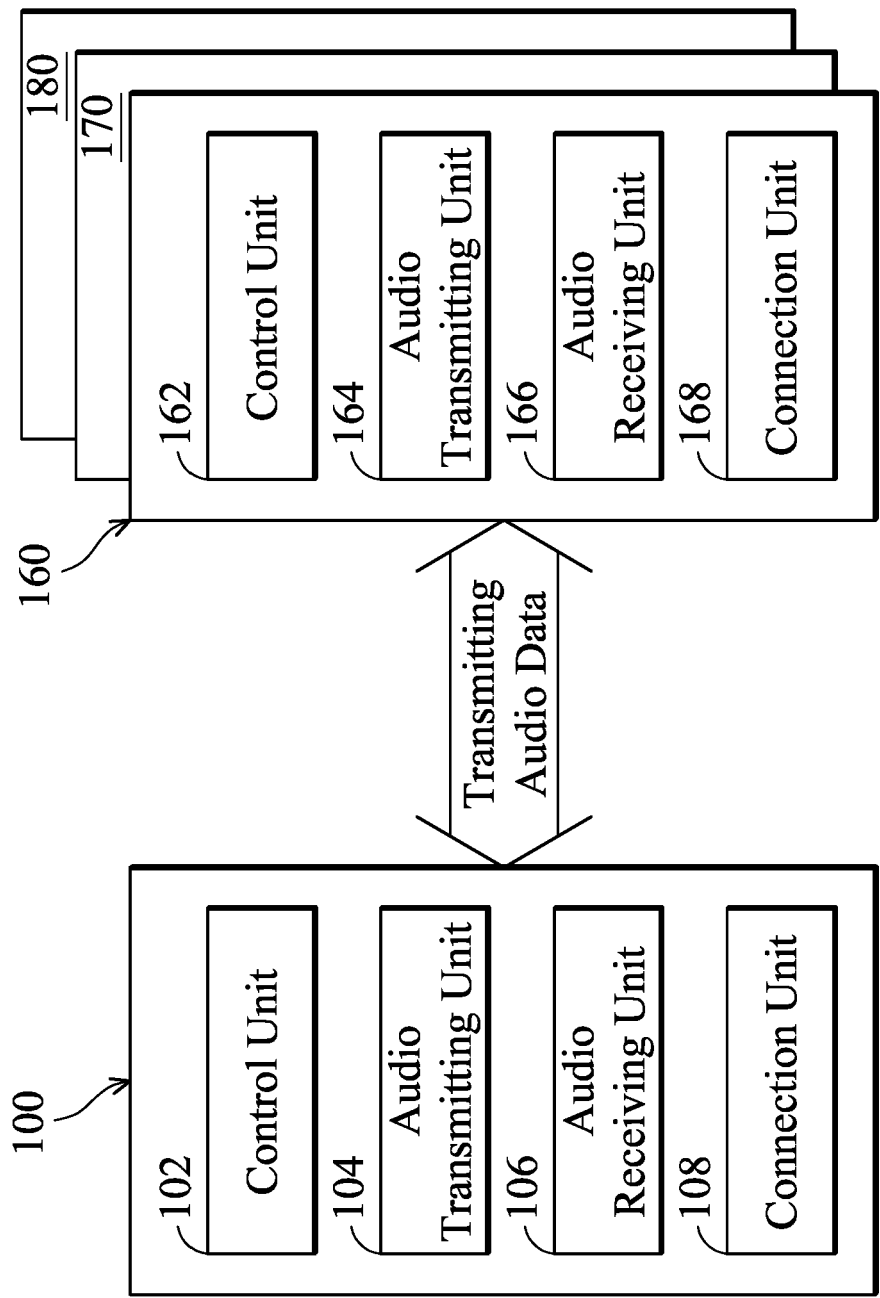 100
102
Control Unit
104
Audio
Transmitting Unit
106
Audio
Receiving Unit
108
Connection Unit
Transmitting
Audio Data
160
180
170
162
Control Unit
164
Audio
Transmitting Unit
166
Audio
Receiving Unit
168
Connection Unit